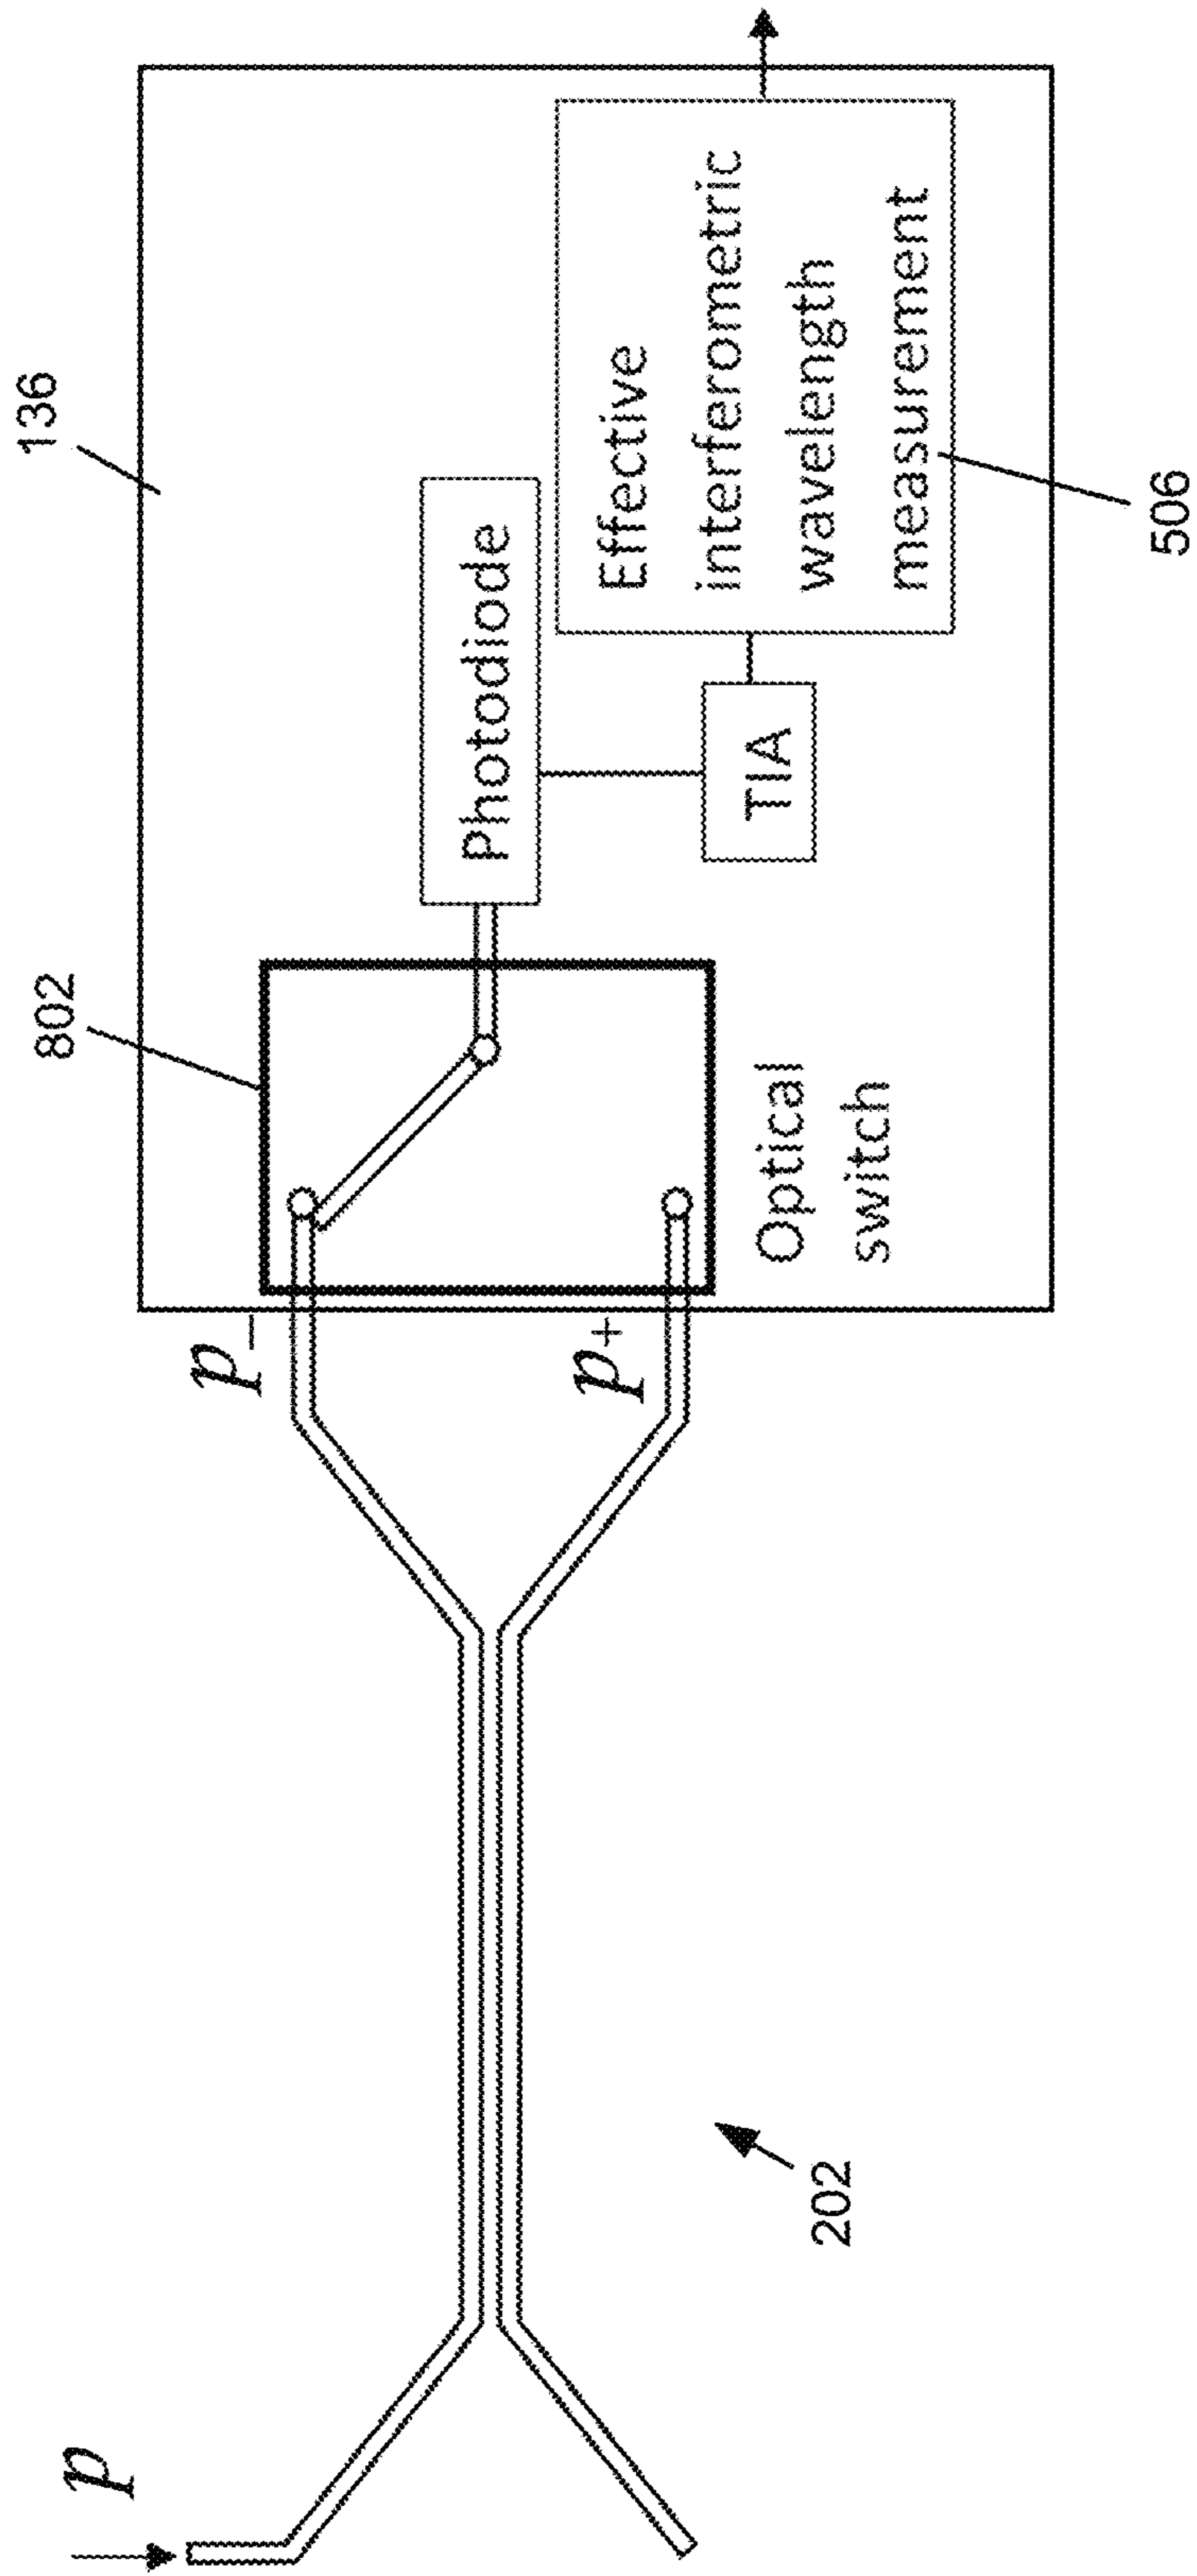 136
802
p
p₋
p₊
Photodiode
TIA
Effective
interferometric
wavelength
measurement
Optical
switch
202
506